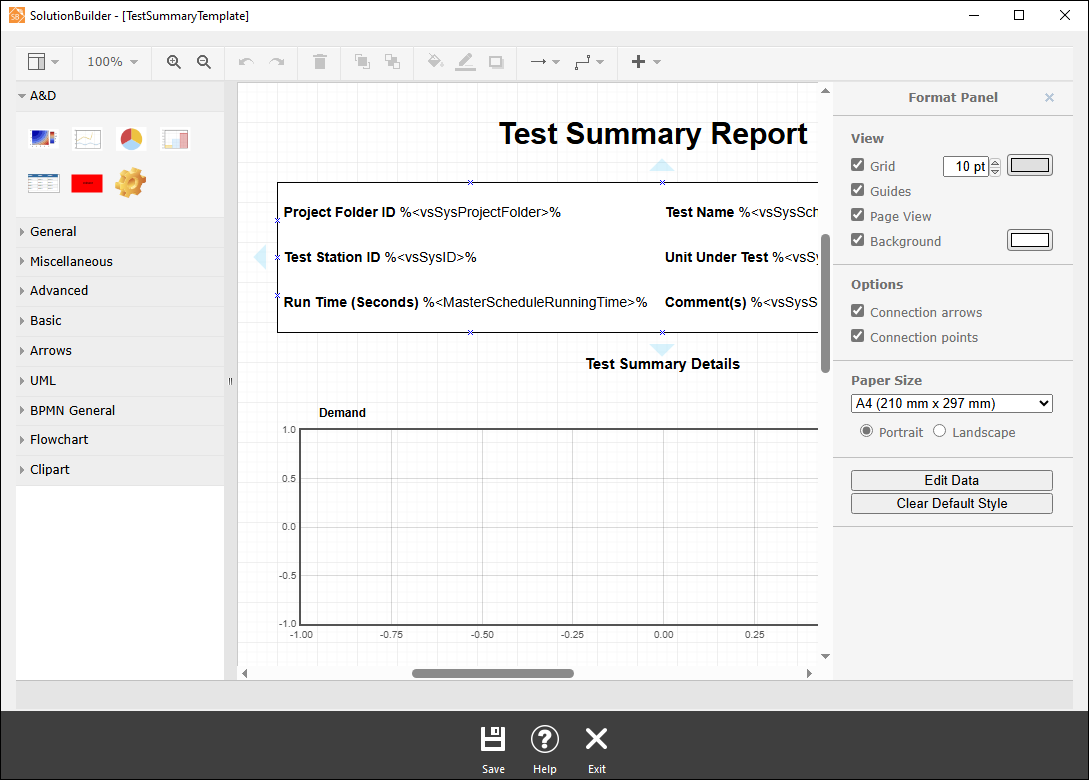 SolutionBuilder - [TestSummaryTemplate]
100%
A&D
General
Miscellaneous
Advanced
Basic
Arrows
UML
BPMN General
Flowchart
Clipart
Test Summary Report
Project Folder ID %<vsSysProjectFolder>% Test Name %<vsSysSch
Test Station ID %<vsSysID>% Unit Under Test %<vsSy
Run Time (Seconds) %<MasterScheduleRunningTime>% Comment(s) %<vsSysS
Test Summary Details
Demand
1.0
0.5
0.0
-0.5
-1.0
-1.00 -0.75 -0.50 -0.25 0.00 0.25
Format Panel
View
Grid 10 pt
Guides
Page View
Background
Options
Connection arrows
Connection points
Paper Size
A4 (210 mm x 297 mm)
Portrait Landscape
Edit Data
Clear Default Style
Save Help Exit